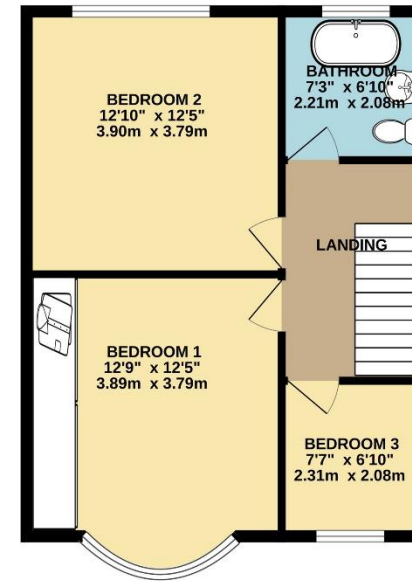 BATHROOM
7'3" x 6'10"
2.21m x 2.08m
BEDROOM 2
12'10" x 12'5"
3.90m x 3.79m
LANDING
BEDROOM 1
12'9" x 12'5"
3.89m x 3.79m
BEDROOM 3
7'7" x 6'10"
2.31m x 2.08m